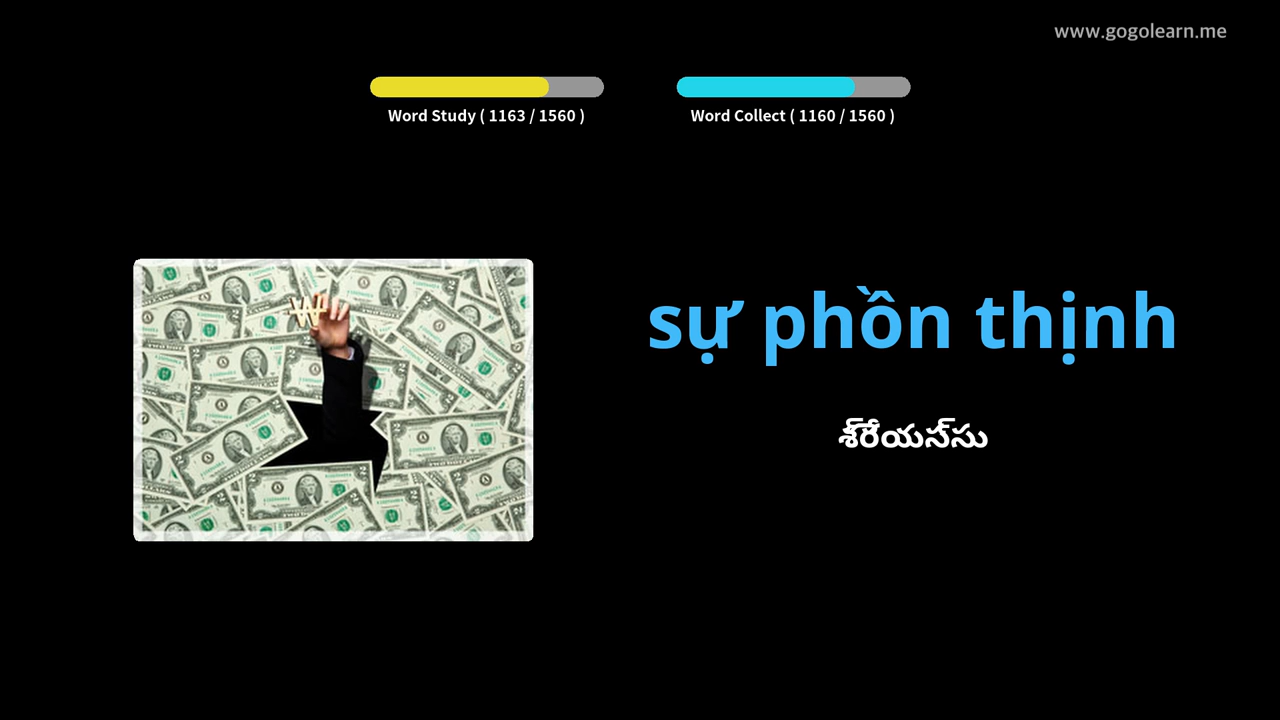 www.gogolearn.me
Word Study ( 1163 / 1560 )
Word Collect ( 1160 / 1560 )
sự phồn thịnh
శ్రేయస్సు